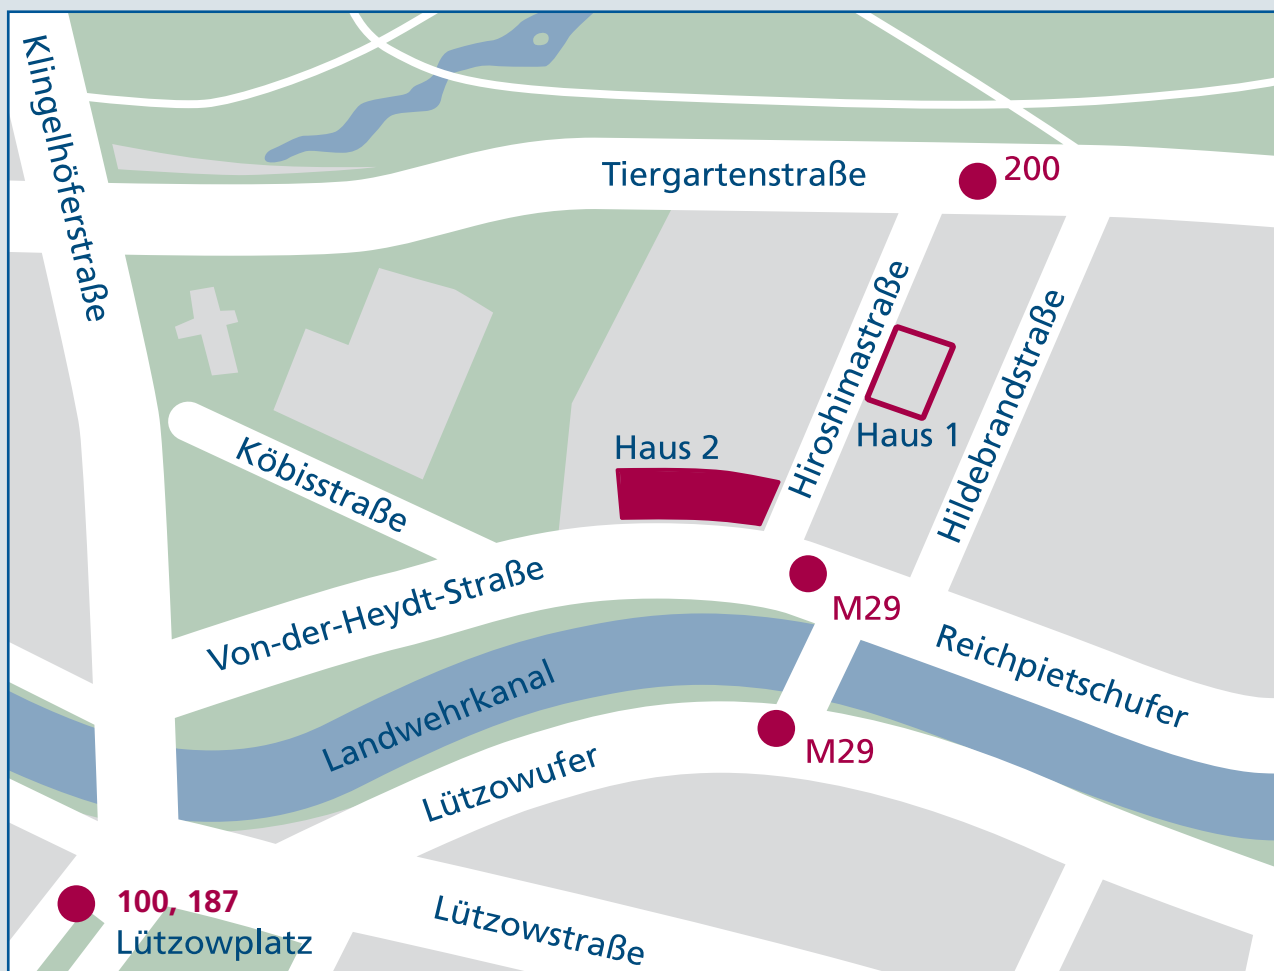 Klingelhöferstraße
Tiergartenstraße
200
Hiroshimastraße
Hildebrandstraße
Haus 1
Haus 2
Köbisstraße
Von-der-Heydt-Straße
M29
Reichpietschufer
Landwehrkanal
M29
Lützowufer
100, 187
Lützowplatz
Lützowstraße